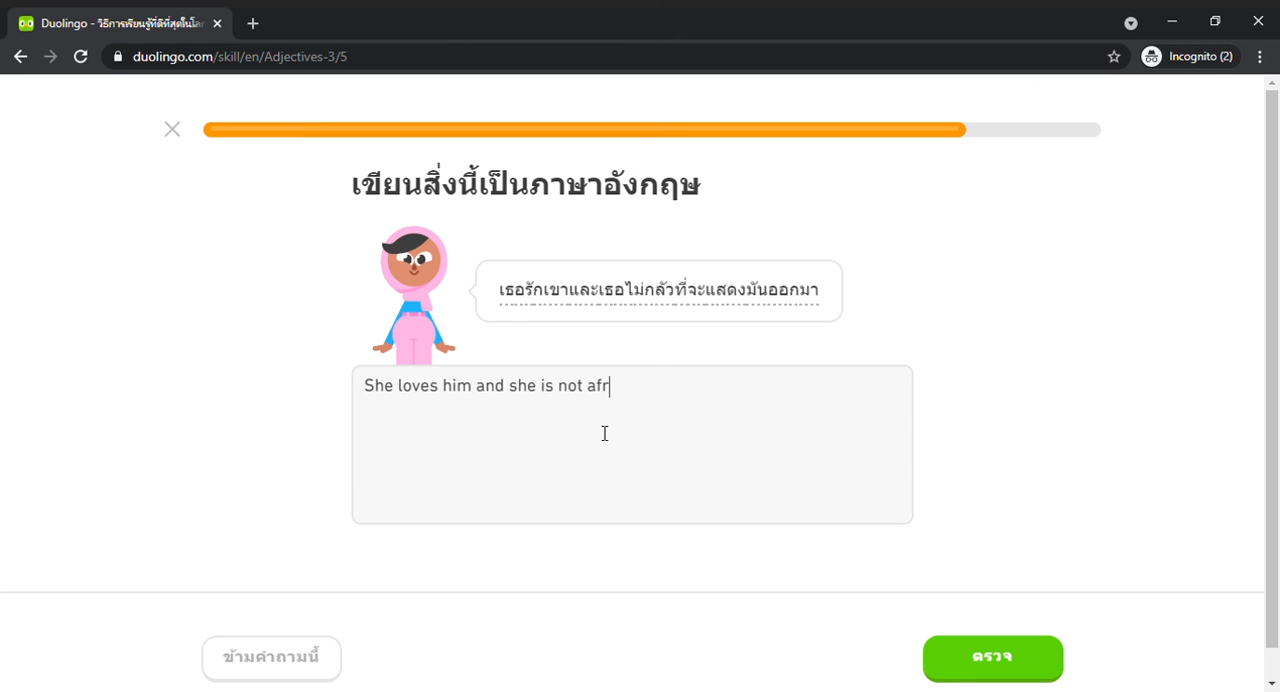 Duolingo - วิธีการเรียนรู้ที่ดีที่สุดในโลก
duolingo.com/skill/en/Adjectives-3/5
Incognito (2)
เขียนสิ่งนี้เป็นภาษาอังกฤษ
เธอรักเขาและเธอไม่กลัวที่จะแสดงมันออกมา
She loves him and she is not afr
ข้ามคำถามนี้
ตรวจ